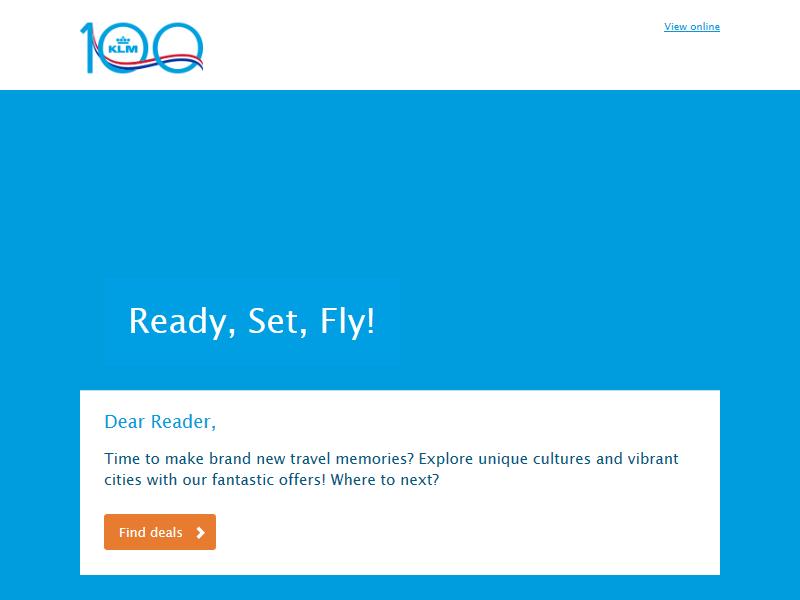 100
KLM
View online
Ready, Set, Fly!
Dear Reader,
Time to make brand new travel memories? Explore unique cultures and vibrant
cities with our fantastic offers! Where to next?
Find deals